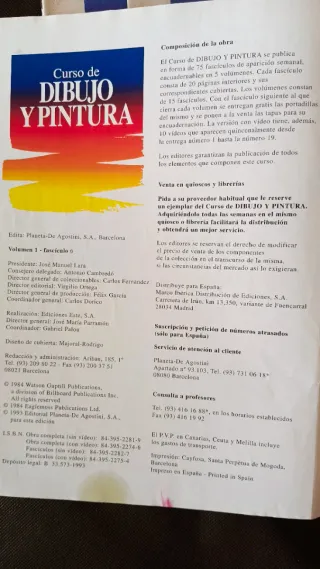 Curso de
DIBUJO
Y PINTURA
Edita: Planeta-De Agostini, S.A., Barcelona
Volumen 1 - fascículo 6
Presidente: José Manuel Lara
Consejero delegado: Antonio Cambredó
Director general de coleccionables: Carlos Fernández
Director editorial: Virgilio Ortega
Director general de producción: Félix García
Coordinador general: Carlos Dorico
Realización: Ediciones Este, S.A.
Director general: José María Parramón
Coordinador: Gabriel Palou
Diseño de cubierta: Majoral-Rodrigo
Redacción y administración: Aribau, 185, 1°
Tel. (93) 209 80 22 - Fax (93) 200 37 51
08021 Barcelona
© 1984 Watson Guptill Publications,
a division of Billboard Publications Inc.
All rights reserved
© 1984 Eaglemoss Publications Ltd.
© 1993 Editorial Planeta-De Agostini, S.A.,
para esta edición
I.S.B.N. Obra completa (sin vídeo): 84-395-2281-9
Obra completa (con vídeo): 84-395-2274-6
Fascículos (sin vídeo): 84-395-2282-7
Fascículos (con vídeo): 84-395-2275-4
Depósito legal: B. 33.573-1993
Composición de la obra
El Curso de DIBUJO Y PINTURA se publica
en forma de 75 fascículos de aparición semanal,
encuadernables en 5 volúmenes. Cada fascículo
consta de 20 páginas interiores y sus
correspondientes cubiertas. Los volúmenes constan
de 15 fascículos. Con el fascículo siguiente al que
cierra cada volumen se entregan gratis las portadillas
del mismo y se ponen a la venta las tapas para su
encuadernación. La versión con vídeo tiene, además,
10 vídeos que aparecen quincenalmente desde
la entrega número 1 hasta la número 19.
Los editores garantizan la publicación de todos
los elementos que componen este curso.
Venta en quioscos y librerías
Pida a su proveedor habitual que le reserve
un ejemplar del Curso de DIBUJO Y PINTURA.
Adquiriéndolo todas las semanas en el mismo
quiosco o librería facilitará la distribución
y obtendrá un mejor servicio.
Los editores se reservan el derecho de modificar
el precio de venta de los componentes
de la colección en el transcurso de la misma,
si las circunstancias del mercado así lo exigieran.
Distribuye para España:
Marco Ibérica Distribución de Ediciones, S.A.
Carretera de Irún, km 13,350, variante de Fuencarral
28034 Madrid
Suscripción y petición de números atrasados
(sólo para España)
Servicio de atención al cliente
Planeta-De Agostini
Apartado n° 93.103. Tel. (93)
08080 Barcelona
Consulta a profesores
Tel. (93) 416 16 88*, en los horarios establecidos
Fax (93) 416 19 92
El P.V.P. en Canarias, Ceuta y Melilla incluye
los gastos de transporte.
Impresión: Cayfosa, Santa Perpètua de Mogoda,
Barcelona
Impreso en España - Printed in Spain